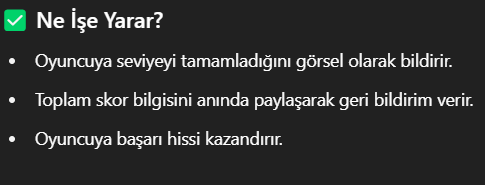 ✅ Ne İşe Yarar?
• Oyuncuya seviyeyi tamamladığını görsel olarak bildirir.
• Toplam skor bilgisini anında paylaşarak geri bildirim verir.
• Oyuncuya başarı hissi kazandırır.